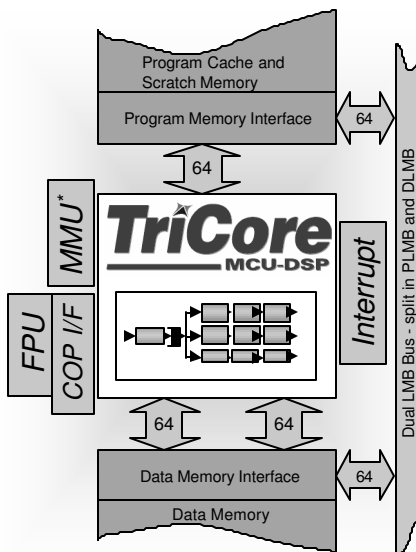 Program Cache and
Scratch Memory
Program Memory Interface
64
64
MMU*
TriCore
MCU-DSP
Interrupt
FPU
COP I/F
Dual LMB Bus - split in PLMB and DLMB
64
64
Data Memory Interface
64
Data Memory